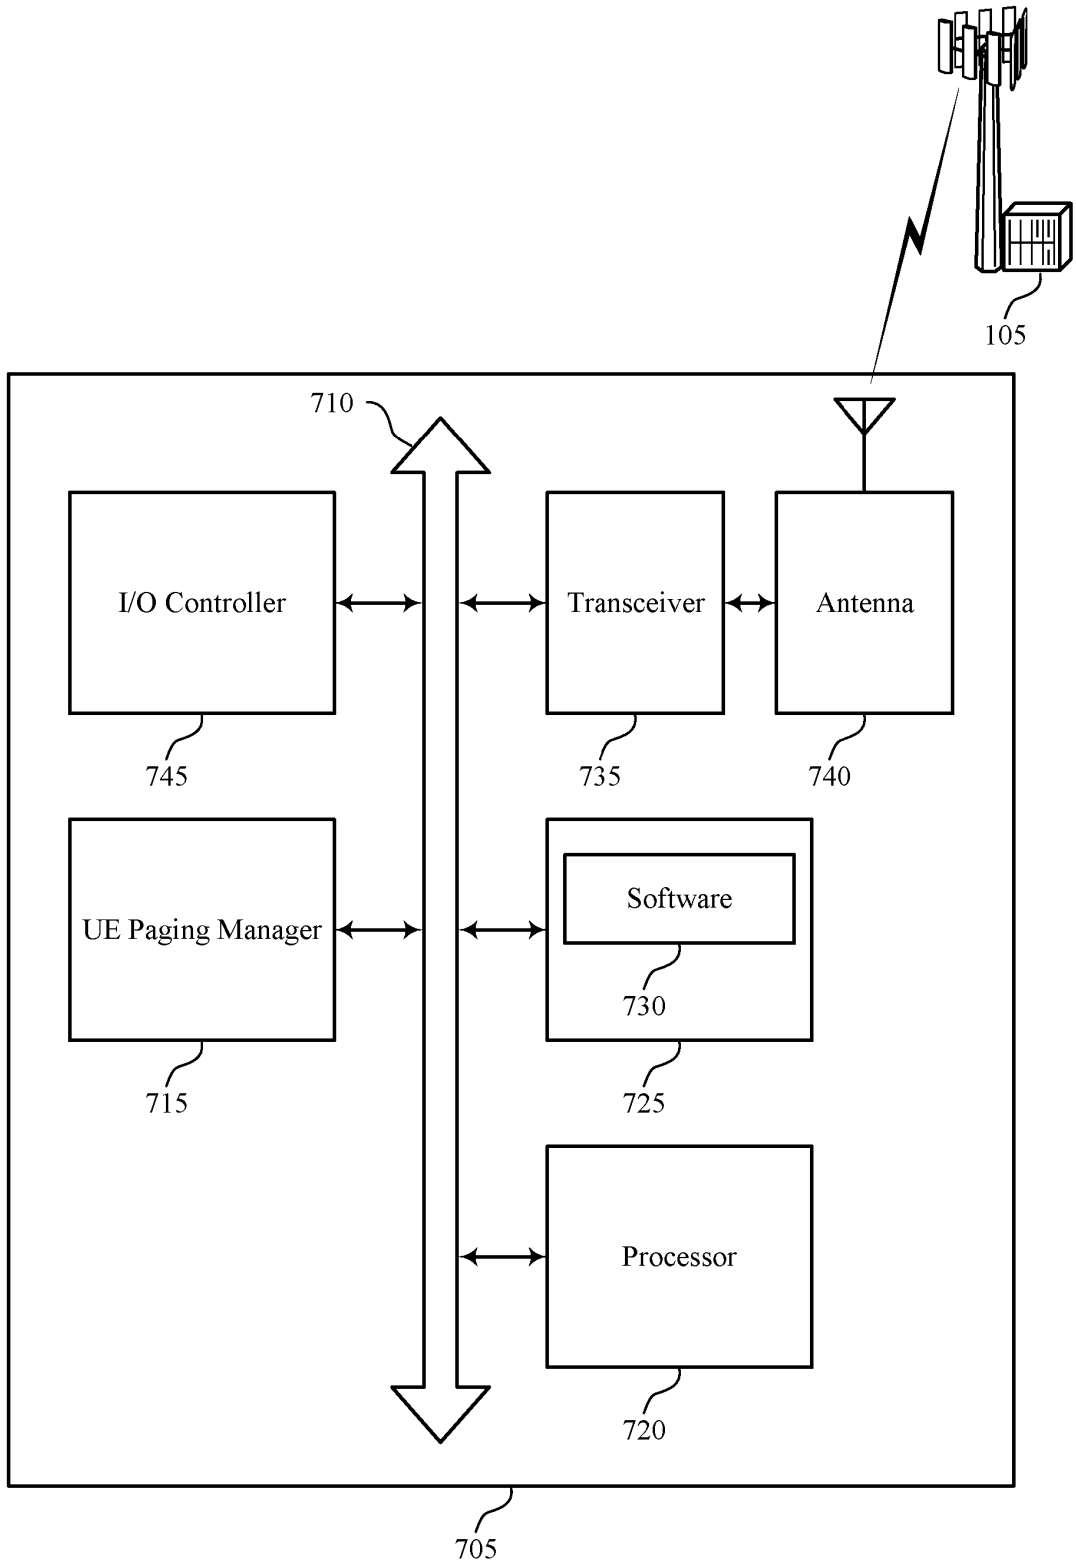 105
710
I/O Controller
Transceiver
Antenna
745
735
740
UE Paging Manager
Software
730
715
725
Processor
720
705